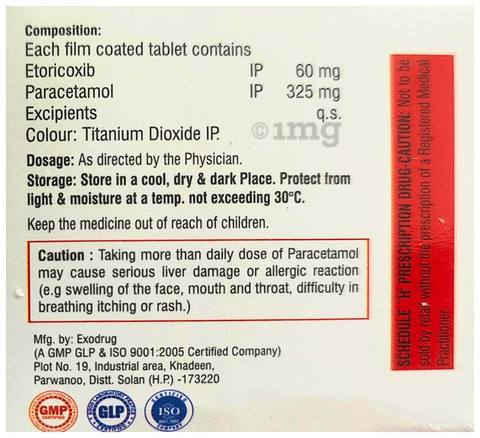 Composition:
Each film coated tablet contains
Etoricoxib IP 60 mg
Paracetamol IP 325 mg
Excipients q.s.
Colour: Titanium Dioxide IP.
©1mg
Dosage: As directed by the Physician.
Storage: Store in a cool, dry & dark Place. Protect from
light & moisture at a temp. not exceeding 30°C.
Keep the medicine out of reach of children.
Caution : Taking more than daily dose of Paracetamol
may cause serious liver damage or allergic reaction
(e.g swelling of the face, mouth and throat, difficulty in
breathing itching or rash.)
Mfg. by: Exodrug
(A GMP GLP & ISO 9001:2005 Certified Company)
Plot No. 19, Industrial area, Knadeen,
Parwanoo, Distt. Solan (H.P.) -173220
GMP
CERTIFIED
GLP
ISO
SCHEDULE "H" PRESCRIPTION DRUG-CAUTION: Not to be
sold by retail without the prescription of a Registered Medical
Practitioner.